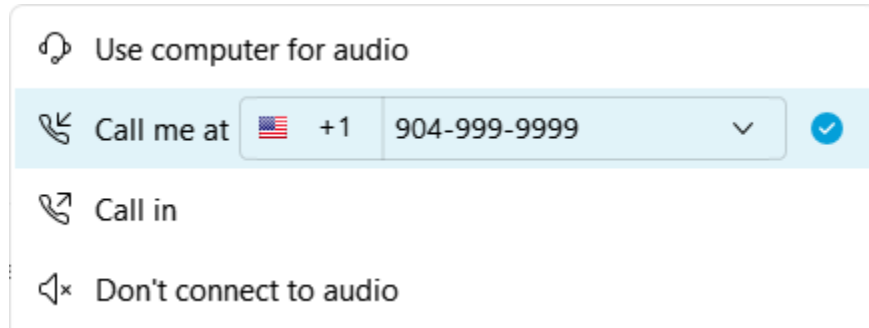 Use computer for audio
Call me at +1 904-999-9999
Call in
Don't connect to audio